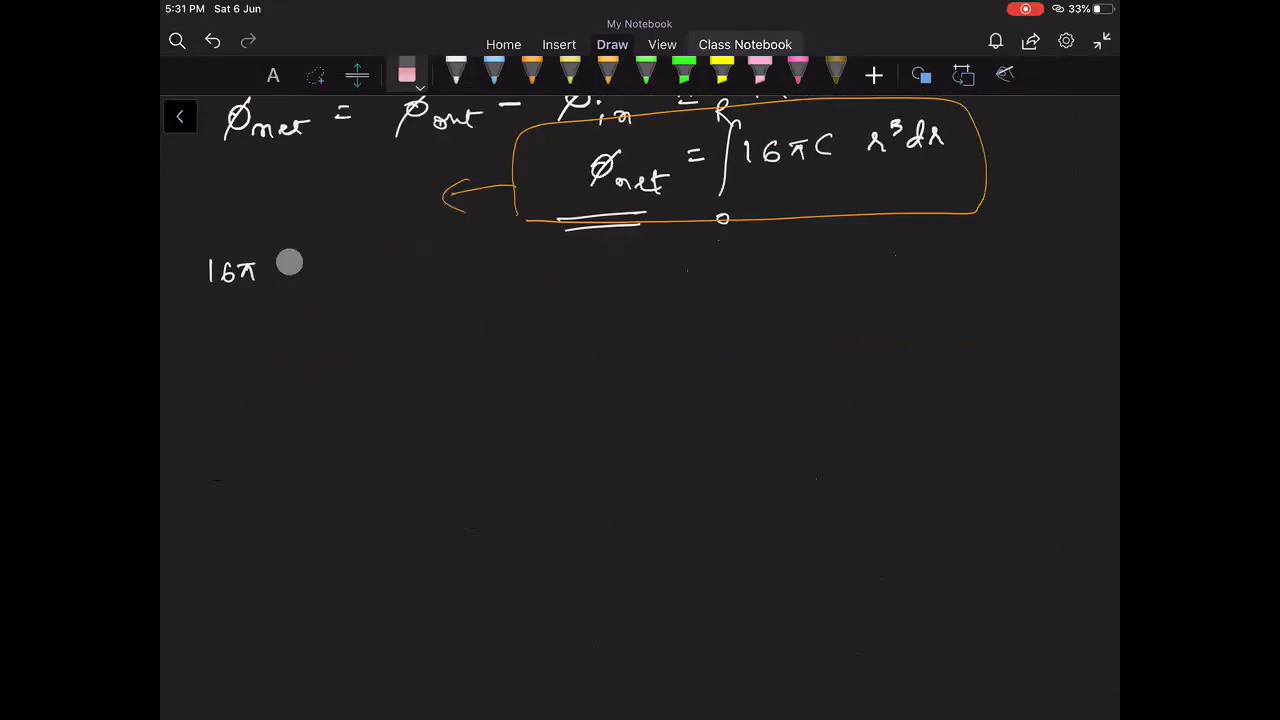 5:31 PM Sat 6 Jun
33%
My Notebook
Home Insert Draw View Class Notebook
A
ϕnet = ϕout - ϕin =
ϕnet = ∫₀ᴿ 16πC r³dr
16π